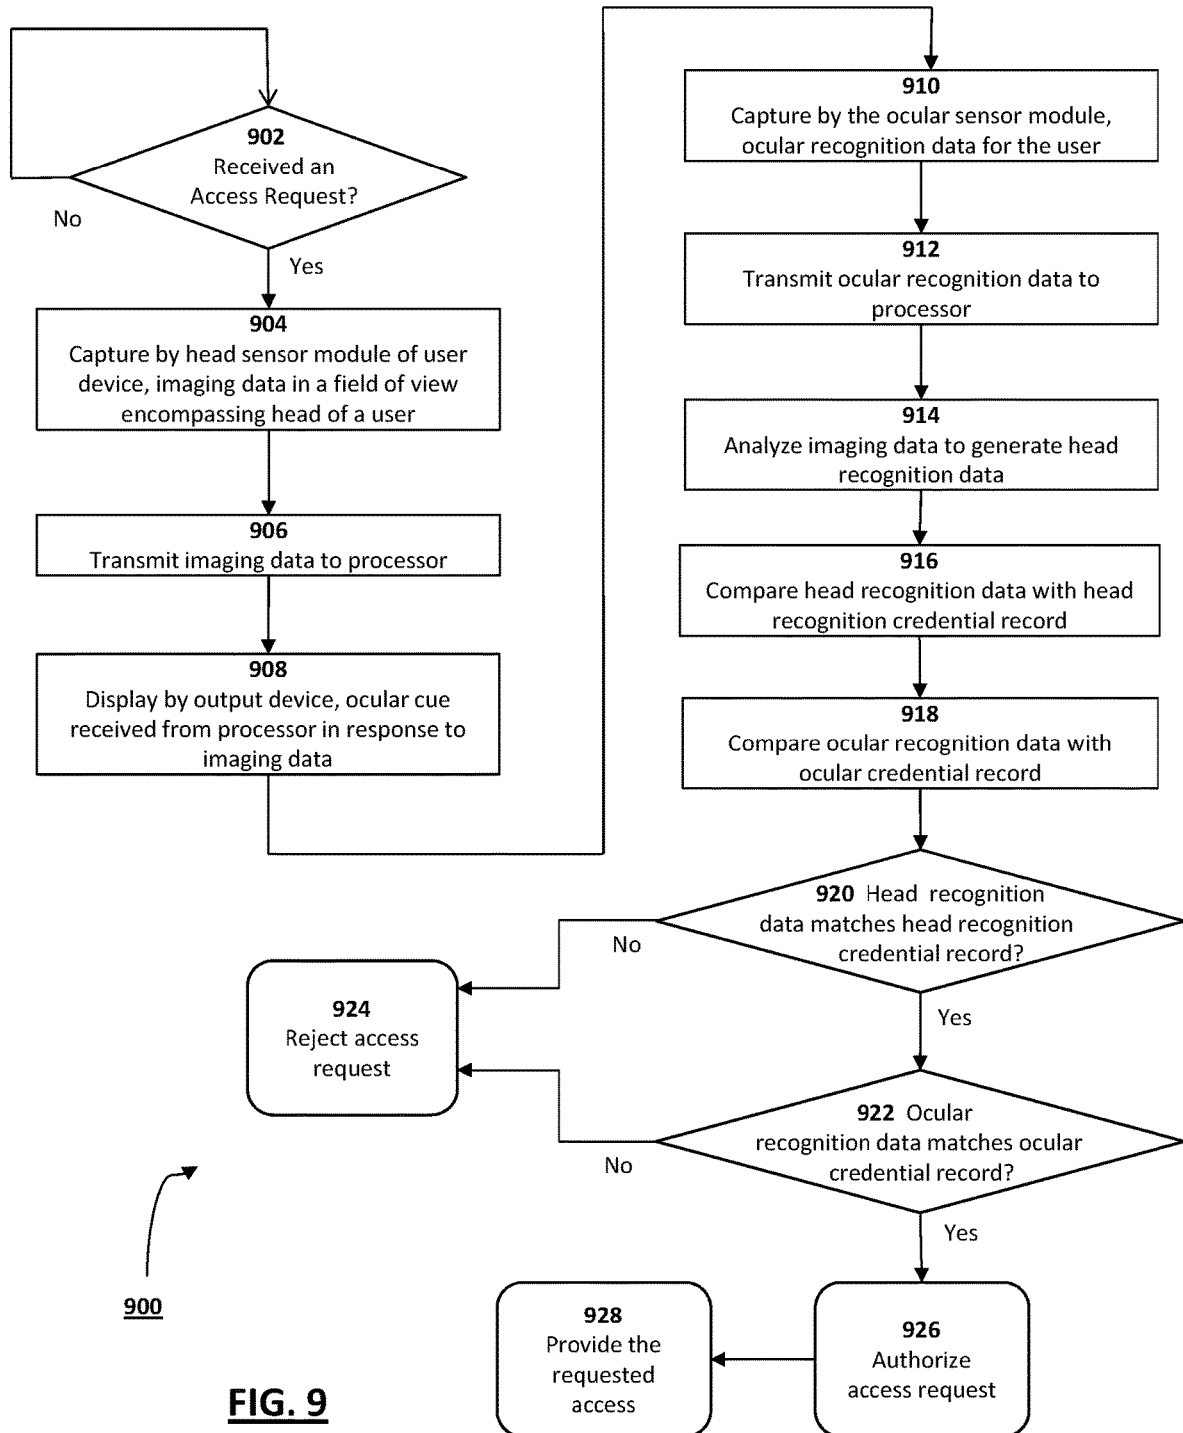 902
Received an
Access Request?
No
Yes
904
Capture by head sensor module of user
device, imaging data in a field of view
encompassing head of a user
906
Transmit imaging data to processor
908
Display by output device, ocular cue
received from processor in response to
imaging data
910
Capture by the ocular sensor module,
ocular recognition data for the user
912
Transmit ocular recognition data to
processor
914
Analyze imaging data to generate head
recognition data
916
Compare head recognition data with head
recognition credential record
918
Compare ocular recognition data with
ocular credential record
920 Head recognition
data matches head recognition
credential record?
No
Yes
924
Reject access
request
922 Ocular
recognition data matches ocular
credential record?
No
Yes
926
Authorize
access request
928
Provide the
requested
access
900
FIG. 9